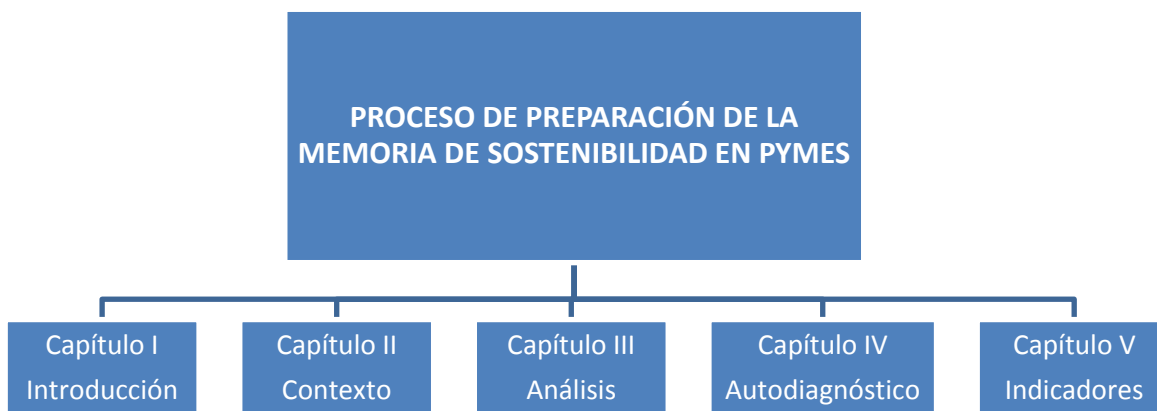 PROCESO DE PREPARACIÓN DE LA
MEMORIA DE SOSTENIBILIDAD EN PYMES
Capítulo I
Introducción
Capítulo II
Contexto
Capítulo III
Análisis
Capítulo IV
Autodiagnóstico
Capítulo V
Indicadores